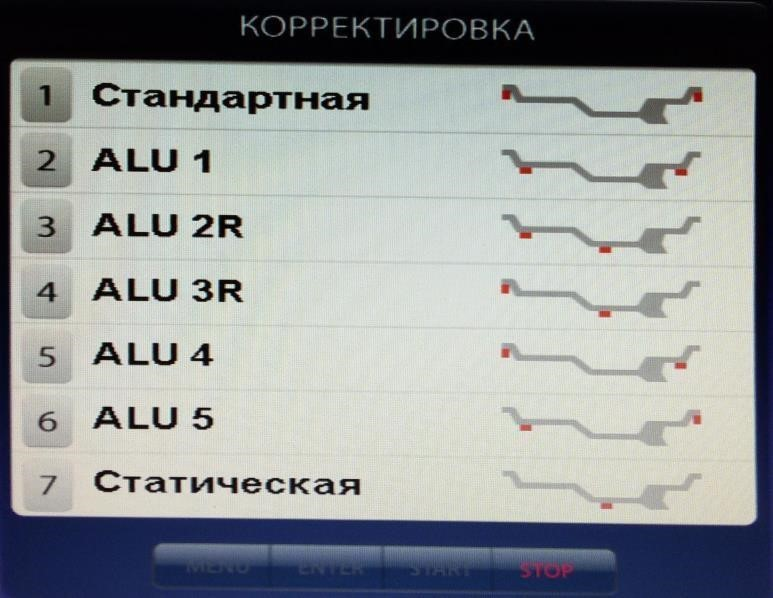 КОРРЕКТИРОВКА
1 Стандартная
2 ALU 1
3 ALU 2R
4 ALU 3R
5 ALU 4
6 ALU 5
7 Статическая
MENU ENTER START STOP